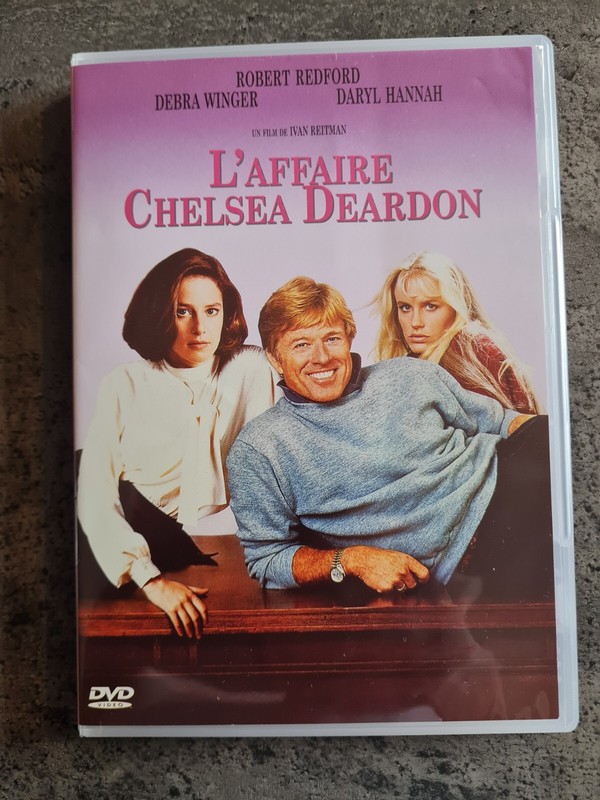 ROBERT REDFORD
DEBRA WINGER DARYL HANNAH
UN FILM DE IVAN REITMAN
L'AFFAIRE
CHELSEA DEARDON
DVD
VIDEO